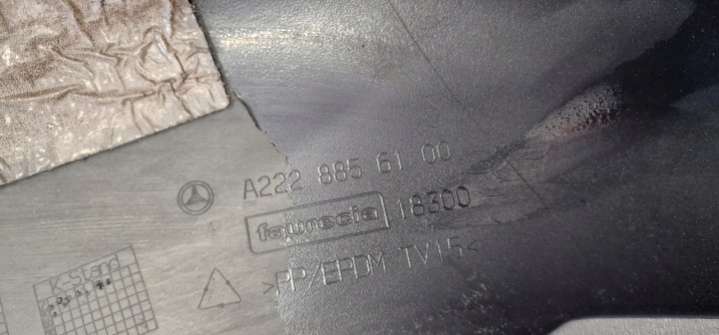 A222 885 61 00
faurecia 18300
>PP/EPDM TV15<
K-Stand